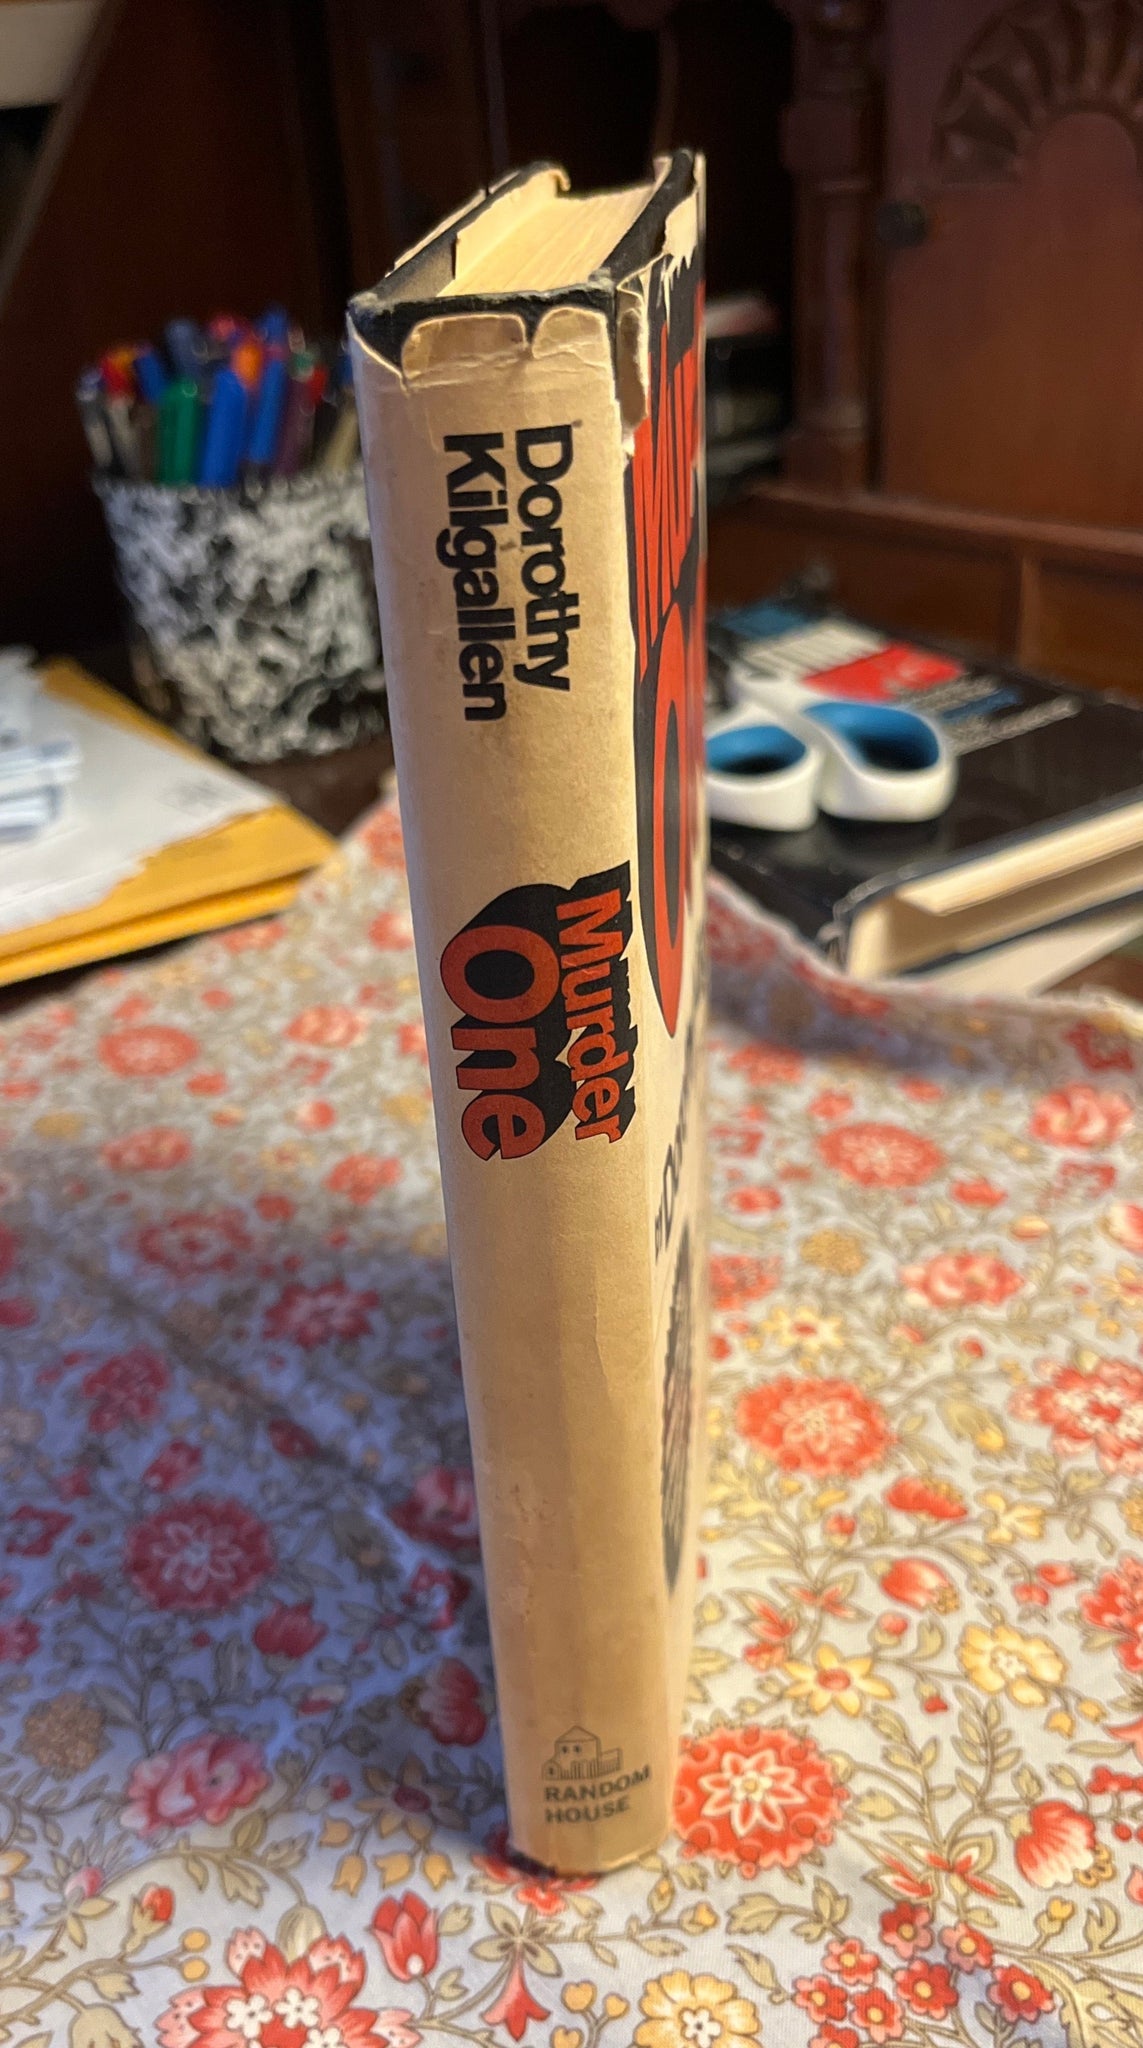 Dorothy
Kilgallen
Murder
One
RANDOM
HOUSE